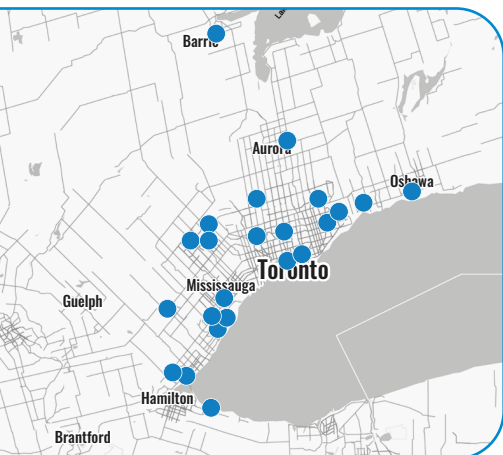 Barrie
Aurora
Oshawa
Toronto
Mississauga
Guelph
Hamilton
Brantford